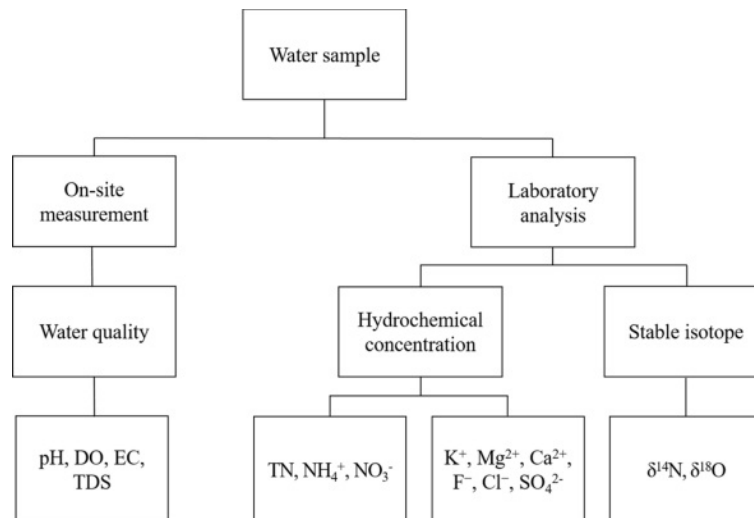 Water sample
On-site
measurement
Laboratory
analysis
Water quality
Hydrochemical
concentration
Stable isotope
pH, DO, EC,
TDS
TN, NH₄⁺, NO₃⁻
K⁺, Mg²⁺, Ca²⁺,
F⁻, Cl⁻, SO₄²⁻
δ¹⁴N, δ¹⁸O